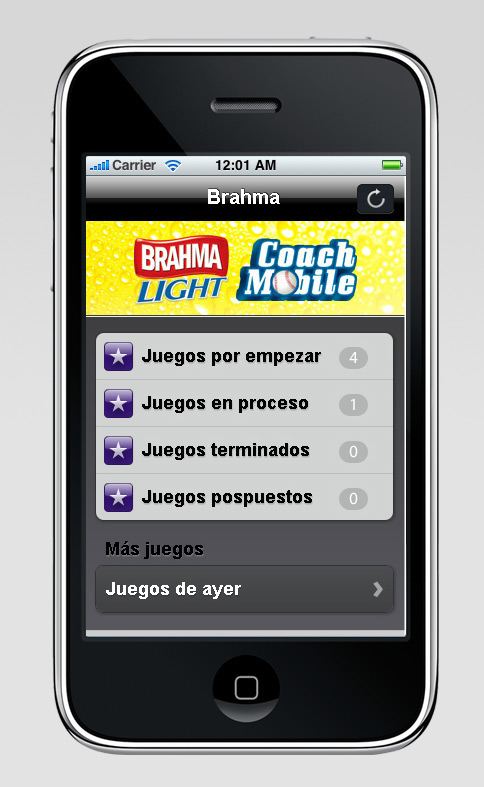 Carrier
12:01 AM
Brahma
BRAHMA
LIGHT
Coach
Mobile
Juegos por empezar 4
Juegos en proceso 1
Juegos terminados 0
Juegos pospuestos 0
Más juegos
Juegos de ayer